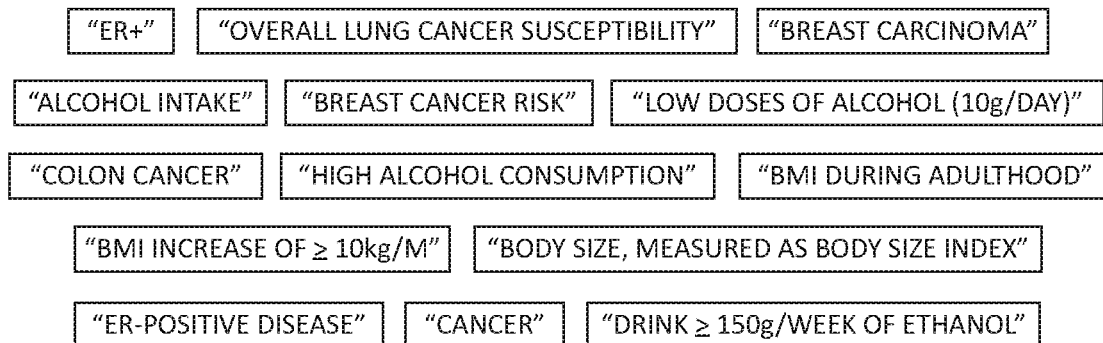 “ER+” “OVERALL LUNG CANCER SUSCEPTIBILITY” “BREAST CARCINOMA”
“ALCOHOL INTAKE” “BREAST CANCER RISK” “LOW DOSES OF ALCOHOL (10g/DAY)”
“COLON CANCER” “HIGH ALCOHOL CONSUMPTION” “BMI DURING ADULTHOOD”
“BMI INCREASE OF ≥ 10kg/M” “BODY SIZE, MEASURED AS BODY SIZE INDEX”
“ER-POSITIVE DISEASE” “CANCER” “DRINK ≥ 150g/WEEK OF ETHANOL”